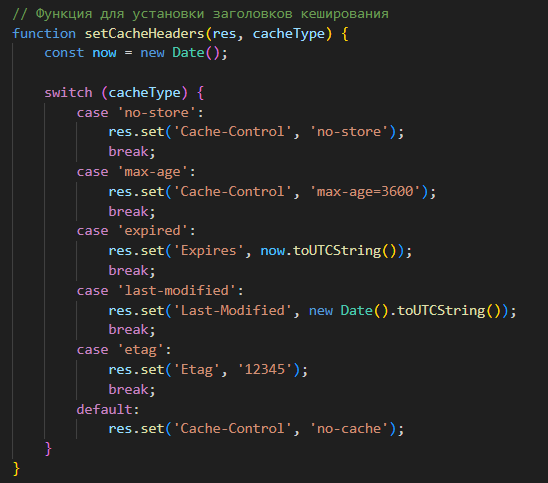 // Функция для установки заголовков кеширования
function setCacheHeaders(res, cacheType) {
    const now = new Date();

    switch (cacheType) {
        case 'no-store':
            res.set('Cache-Control', 'no-store');
            break;
        case 'max-age':
            res.set('Cache-Control', 'max-age=3600');
            break;
        case 'expired':
            res.set('Expires', now.toUTCString());
            break;
        case 'last-modified':
            res.set('Last-Modified', new Date().toUTCString());
            break;
        case 'etag':
            res.set('Etag', '12345');
            break;
        default:
            res.set('Cache-Control', 'no-cache');
    }
}